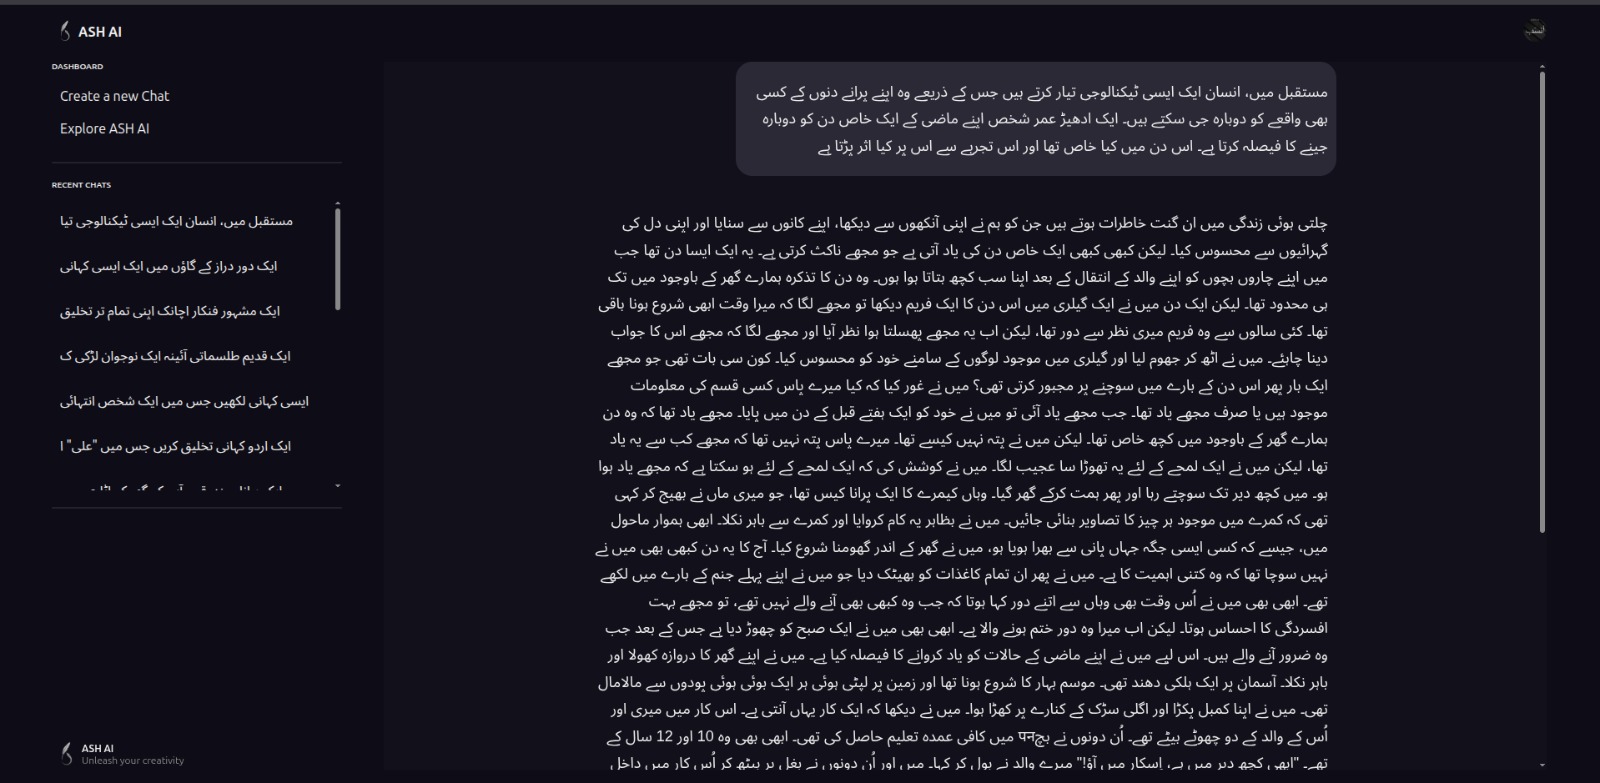 ASH AI
DASHBOARD
Create a new Chat
Explore ASH AI
RECENT CHATS
مستقبل میں، انسان ایک ایسی ٹیکنالوجی تیا
ایک دور دراز کے گاؤں میں ایک ایسی کہانی
ایک مشہور فنکار اچانک اپنی تمام تر تخلیق
ایک قدیم طلسماتی آئینہ ایک نوجوان لڑکی ک
ایسی کہانی لکھیں جس میں ایک شخص انتہائی
ایک اردو کہانی تخلیق کریں جس میں "علی" ا
ASH AI
Unleash your creativity
مستقبل میں، انسان ایک ایسی ٹیکنالوجی تیار کرتے ہیں جس کے ذریعے وہ اپنے پرانے دنوں کے کسی
بھی واقعے کو دوبارہ جی سکتے ہیں۔ ایک ادھیڑ عمر شخص اپنے ماضی کے ایک خاص دن کو دوبارہ
جینے کا فیصلہ کرتا ہے۔ اس دن میں کیا خاص تھا اور اس تجربے سے اس پر کیا اثر پڑتا ہے
چلتی ہوئی زندگی میں ان گنت خاطرات ہوتے ہیں جن کو ہم نے اپنی آنکھوں سے دیکھا، اپنے کانوں سے سنایا اور اپنی دل کی
گہرائیوں سے محسوس کیا۔ لیکن کبھی کبھی ایک خاص دن کی یاد آتی ہے جو مجھے ناکث کرتی ہے۔ یہ ایک ایسا دن تھا جب
میں اپنے چاروں بچوں کو اپنے والد کے انتقال کے بعد اپنا سب کچھ بتاتا ہوا ہوں۔ وہ دن کا تذکرہ ہمارے گھر کے باوجود میں تک
ہی محدود تھا۔ لیکن ایک دن میں نے ایک گیلری میں اس دن کا ایک فریم دیکھا تو مجھے لگا کہ میرا وقت ابھی شروع ہونا باقی
تھا۔ کئی سالوں سے وہ فریم میری نظر سے دور تھا، لیکن اب یہ مجھے پھسلتا ہوا نظر آیا اور مجھے لگا کہ مجھے اس کا جواب
دینا چاہئے۔ میں نے اٹھ کر جھوم لیا اور گیلری میں موجود لوگوں کے سامنے خود کو محسوس کیا۔ کون سی بات تھی جو مجھے
ایک بار پھر اس دن کے بارے میں سوچنے پر مجبور کرتی تھی؟ میں نے غور کیا کہ کیا میرے پاس کسی قسم کی معلومات
موجود ہیں یا صرف مجھے یاد تھا۔ جب مجھے یاد آئی تو میں نے خود کو ایک ہفتے قبل کے دن میں پایا۔ مجھے یاد تھا کہ وہ دن
ہمارے گھر کے باوجود میں کچھ خاص تھا۔ لیکن میں نے پتہ نہیں کیسے تھا۔ میرے پاس پتہ نہیں تھا کہ مجھے کب سے یہ یاد
تھا، لیکن میں نے ایک لمحے کے لئے یہ تھوڑا سا عجیب لگا۔ میں نے کوشش کی کہ ایک لمحے کے لئے ہو سکتا ہے کہ مجھے یاد ہوا
ہو۔ میں کچھ دیر تک سوچتے رہا اور پھر ہمت کرکے گھر گیا۔ وہاں کیمرے کا ایک پرانا کیس تھا، جو میری ماں نے بھیج کر کہی
تھی کہ کمرے میں موجود ہر چیز کا تصاویر بنائی جائیں۔ میں نے بظاہر یہ کام کروایا اور کمرے سے باہر نکلا۔ ابھی ہموار ماحول
میں، جیسے کہ کسی ایسی جگہ جہاں پانی سے بھرا ہویا ہو، میں نے گھر کے اندر گھومنا شروع کیا۔ آج کا یہ دن کبھی بھی میں نے
نہیں سوچا تھا کہ وہ کتنی اہمیت کا ہے۔ میں نے پھر ان تمام کاغذات کو بھیٹک دیا جو میں نے اپنے پہلے جنم کے بارے میں لکھے
تھے۔ ابھی بھی میں نے اُس وقت بھی وہاں سے اتنے دور کہا ہوتا کہ جب وہ کبھی بھی آنے والے نہیں تھے، تو مجھے بہت
افسردگی کا احساس ہوتا۔ لیکن اب میرا وہ دور ختم ہونے والا ہے۔ ابھی بھی میں نے ایک صبح کو چھوڑ دیا ہے جس کے بعد جب
وہ ضرور آنے والے ہیں۔ اس لیے میں نے اپنے ماضی کے حالات کو یاد کروانے کا فیصلہ کیا ہے۔ میں نے اپنے گھر کا دروازہ کھولا اور
باہر نکلا۔ آسمان پر ایک ہلکی دھند تھی۔ موسم بہار کا شروع ہونا تھا اور زمین پر لپٹی ہوئی ہر ایک بوئی ہوئی پودوں سے مالامال
تھی۔ میں نے اپنا کمبل پکڑا اور اگلی سڑک کے کنارے پر کھڑا ہوا۔ میں نے دیکھا کہ ایک کار یہاں آنتی ہے۔ اس کار میں میری اور
اُس کے والد کے دو چھوٹے بیٹے تھے۔ اُن دونوں نے بچपन میں کافی عمدہ تعلیم حاصل کی تھی۔ ابھی بھی وہ 10 اور 12 سال کے
تھے۔ "ابھی کچھ دیر میں ہے، اِسکار میں آؤ!" میرے والد نے بول کر کہا۔ میں اور اُن دونوں نے بغل پر بیٹھ کر اُس کار میں داخل